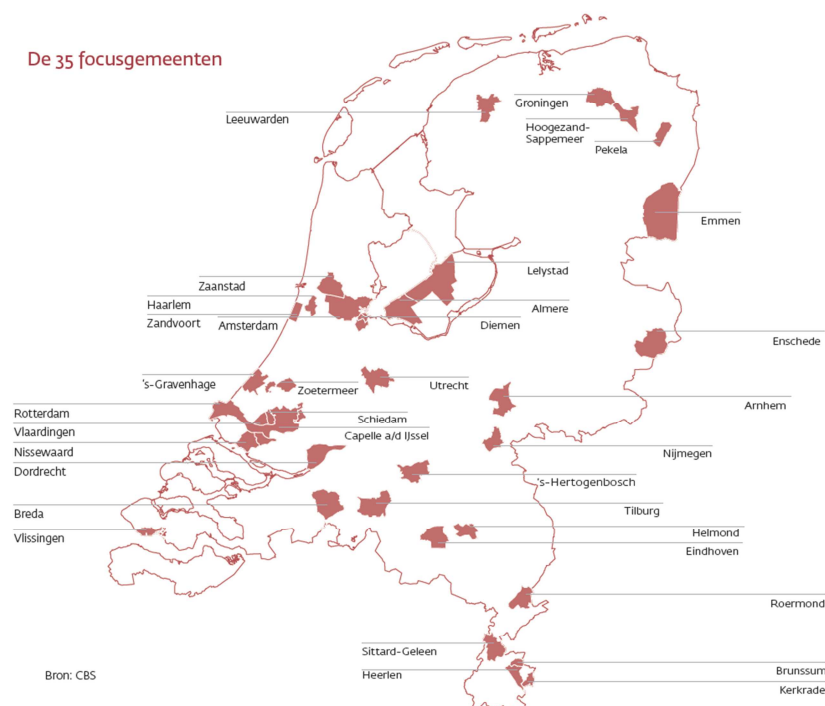 De 35 focusgemeenten
Leeuwarden
Groningen
Hoogezand-
Sappemeer
Pekela
Emmen
Lelystad
Zaanstad
Haarlem
Almere
Zandvoort
Amsterdam
Diemen
Enschede
's-Gravenhage
Zoetermeer
Utrecht
Arnhem
Rotterdam
Schiedam
Vlaardingen
Capelle a/d IJssel
Nissewaard
Nijmegen
Dordrecht
's-Hertogenbosch
Breda
Tilburg
Vlissingen
Helmond
Eindhoven
Roermond
Sittard-Geleen
Heerlen
Brunssum
Kerkrade
Bron: CBS